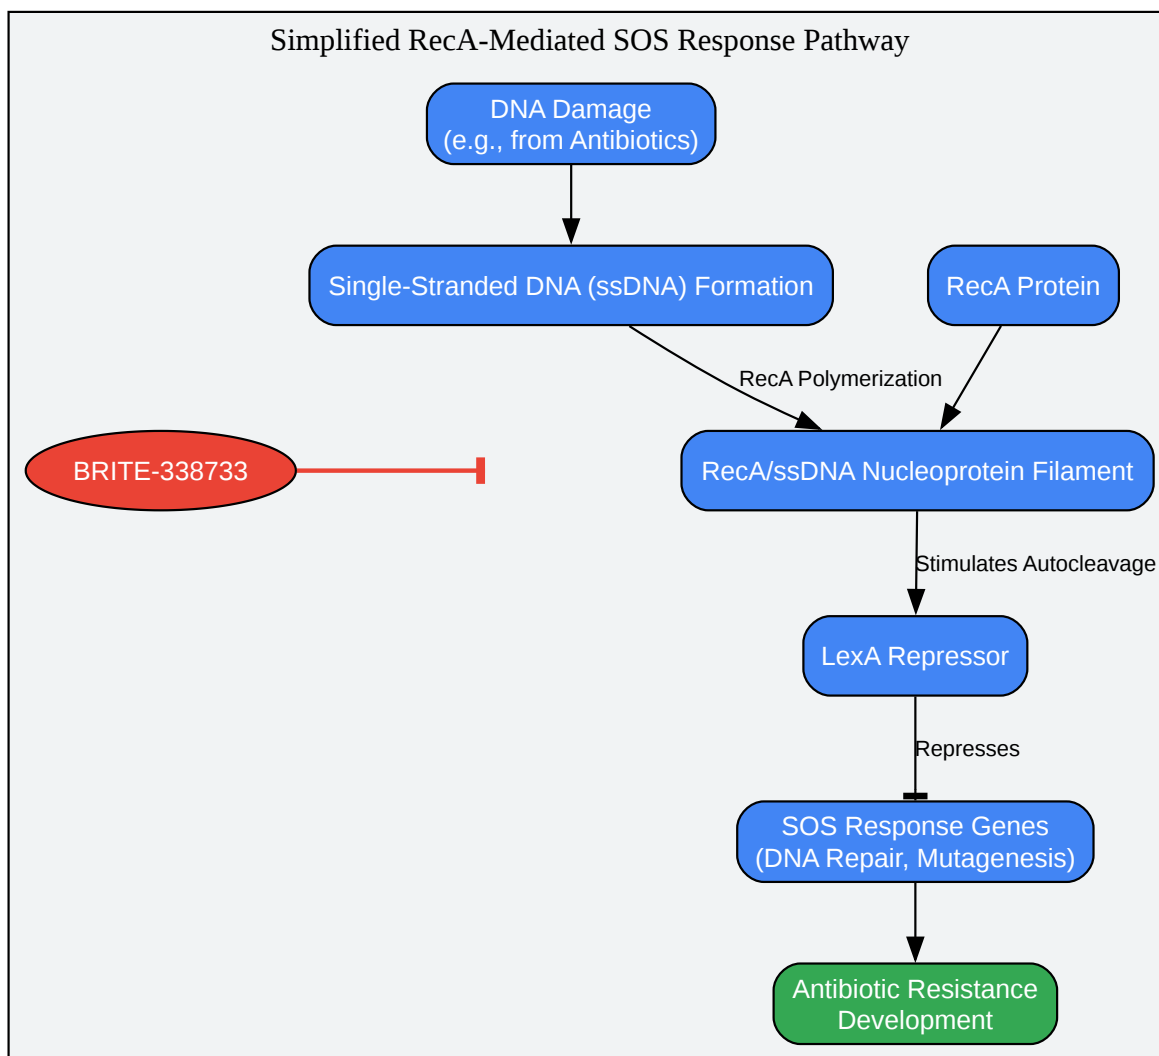 Simplified RecA-Mediated SOS Response Pathway
DNA Damage
(e.g., from Antibiotics)
Single-Stranded DNA (ssDNA) Formation
RecA Protein
RecA Polymerization
BRITE-338733
RecA/ssDNA Nucleoprotein Filament
Stimulates Autocleavage
LexA Repressor
Represses
SOS Response Genes
(DNA Repair, Mutagenesis)
Antibiotic Resistance
Development